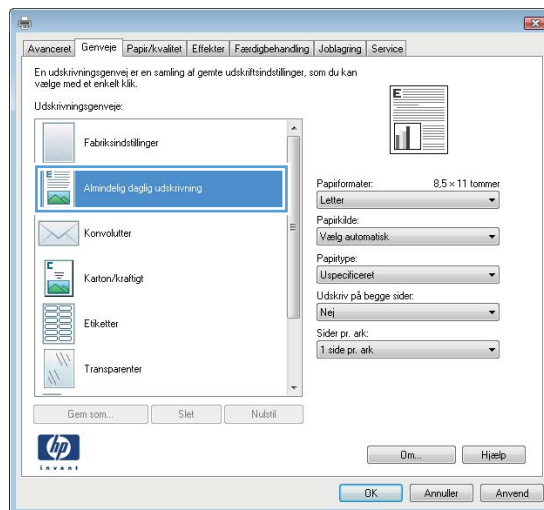 Avanceret Genveje Papir/kvalitet Effekter Færdigbehandling Joblagring Service
En udskrivningsgenvej er en samling af gemte udskriftsindstillinger, som du kan
vælge med et enkelt klik.
Udskrivningsgenveje:
Fabriksindstillinger
Almindelig daglig udskrivning
Konvolutter
Karton/kraftigt
Etiketter
Transparenter
Gem som... Slet Nulstil
E
Papirformater: 8,5 × 11 tommer
Letter
Papirkilde:
Vælg automatisk
Papirtype:
Uspecificeret
Udskriv på begge sider:
Nej
Sider pr. ark:
1 side pr. ark
hp
invent
Om... Hjælp
OK Annuller Anvend